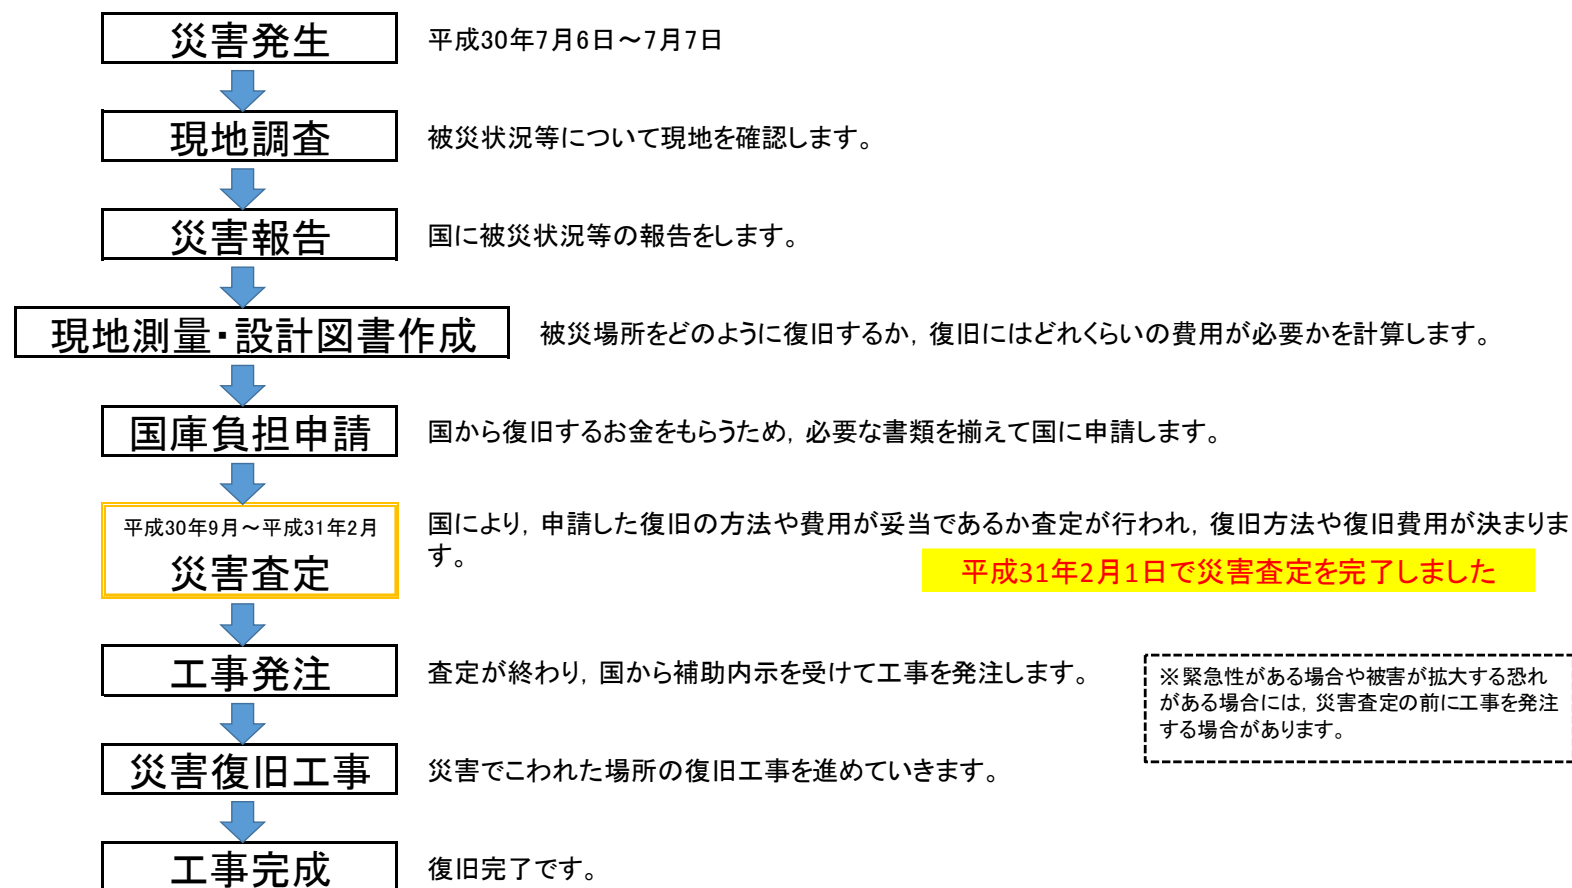 災害発生
平成30年7月6日～7月7日
現地調査
被災状況等について現地を確認します。
災害報告
国に被災状況等の報告をします。
現地測量・設計図書作成
被災場所をどのように復旧するか，復旧にはどれくらいの費用が必要かを計算します。
国庫負担申請
国から復旧するお金をもらうため，必要な書類を揃えて国に申請します。
平成30年9月～平成31年2月
災害査定
国により，申請した復旧の方法や費用が妥当であるか査定が行われ，復旧方法や復旧費用が決まりま
す。
平成31年2月1日で災害査定を完了しました
工事発注
査定が終わり，国から補助内示を受けて工事を発注します。
※緊急性がある場合や被害が拡大する恐れ
がある場合には，災害査定の前に工事を発注
する場合があります。
災害復旧工事
災害でこわれた場所の復旧工事を進めていきます。
工事完成
復旧完了です。